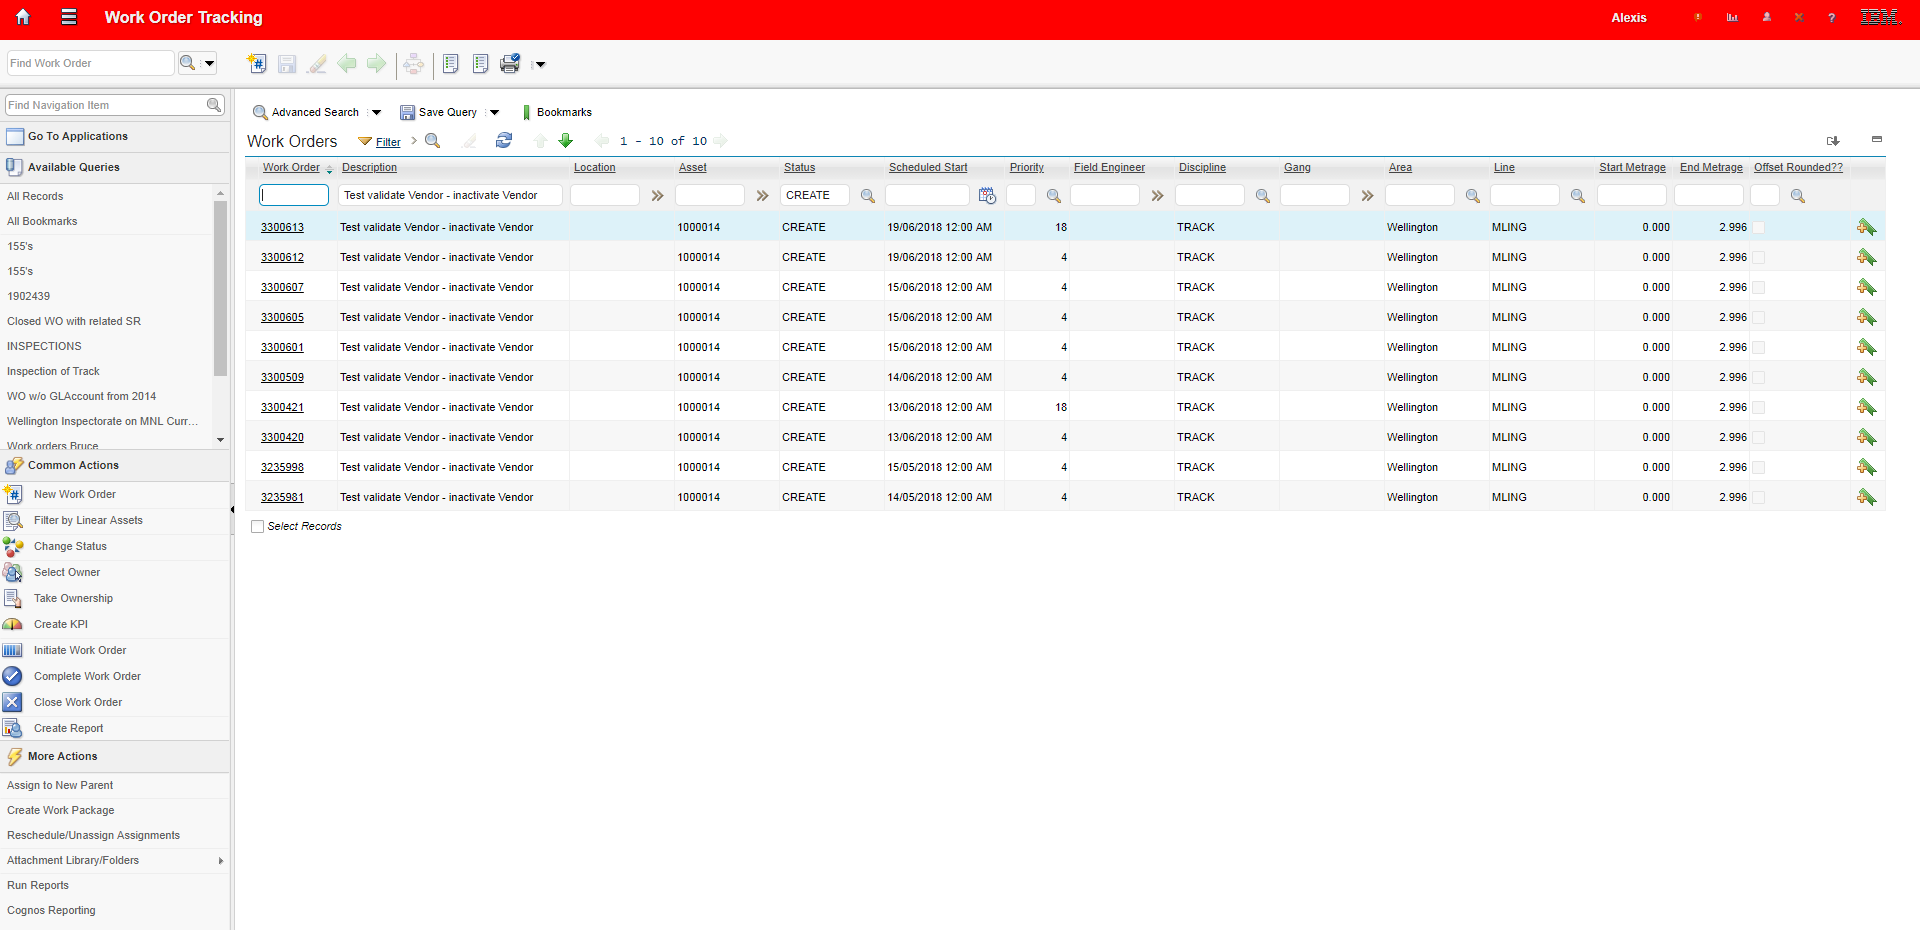 Work Order Tracking
Alexis
?
IBM.
Find Work Order
Find Navigation Item
Go To Applications
Available Queries
All Records
All Bookmarks
155's
155's
1902439
Closed WO with related SR
INSPECTIONS
Inspection of Track
WO w/o GLAccount from 2014
Wellington Inspectorate on MNL Curr...
Work orders Bruce
Common Actions
New Work Order
Filter by Linear Assets
Change Status
Select Owner
Take Ownership
Create KPI
Initiate Work Order
Complete Work Order
Close Work Order
Create Report
More Actions
Assign to New Parent
Create Work Package
Reschedule/Unassign Assignments
Attachment Library/Folders
Run Reports
Cognos Reporting
Advanced Search Save Query Bookmarks
Work Orders Filter 1 - 10 of 10
Work Order Description Location Asset Status Scheduled Start Priority Field Engineer Discipline Gang Area Line Start Metrage End Metrage Offset Rounded??
Test validate Vendor - inactivate Vendor CREATE
3300613 Test validate Vendor - inactivate Vendor 1000014 CREATE 19/06/2018 12:00 AM 18 TRACK Wellington MLING 0.000 2.996
3300612 Test validate Vendor - inactivate Vendor 1000014 CREATE 19/06/2018 12:00 AM 4 TRACK Wellington MLING 0.000 2.996
3300607 Test validate Vendor - inactivate Vendor 1000014 CREATE 15/06/2018 12:00 AM 4 TRACK Wellington MLING 0.000 2.996
3300605 Test validate Vendor - inactivate Vendor 1000014 CREATE 15/06/2018 12:00 AM 4 TRACK Wellington MLING 0.000 2.996
3300601 Test validate Vendor - inactivate Vendor 1000014 CREATE 15/06/2018 12:00 AM 4 TRACK Wellington MLING 0.000 2.996
3300509 Test validate Vendor - inactivate Vendor 1000014 CREATE 14/06/2018 12:00 AM 4 TRACK Wellington MLING 0.000 2.996
3300421 Test validate Vendor - inactivate Vendor 1000014 CREATE 13/06/2018 12:00 AM 18 TRACK Wellington MLING 0.000 2.996
3300420 Test validate Vendor - inactivate Vendor 1000014 CREATE 13/06/2018 12:00 AM 4 TRACK Wellington MLING 0.000 2.996
3235998 Test validate Vendor - inactivate Vendor 1000014 CREATE 15/05/2018 12:00 AM 4 TRACK Wellington MLING 0.000 2.996
3235981 Test validate Vendor - inactivate Vendor 1000014 CREATE 14/05/2018 12:00 AM 4 TRACK Wellington MLING 0.000 2.996
Select Records